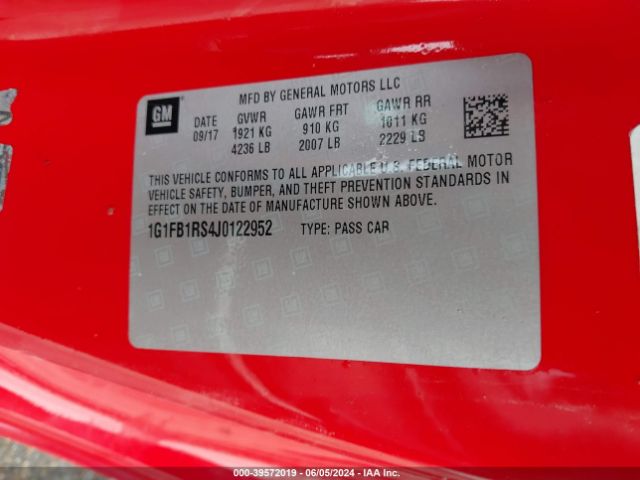 MFD BY GENERAL MOTORS LLC
GM
DATE GVWR GAWR FRT GAWR RR
09/17 1921 KG 910 KG 1011 KG
4236 LB 2007 LB 2229 LB
THIS VEHICLE CONFORMS TO ALL APPLICABLE U.S. FEDERAL MOTOR
VEHICLE SAFETY, BUMPER, AND THEFT PREVENTION STANDARDS IN
EFFECT ON THE DATE OF MANUFACTURE SHOWN ABOVE.
1G1FB1RS4J0122952 TYPE: PASS CAR
000-39572019 - 06/05/2024 - IAA Inc.